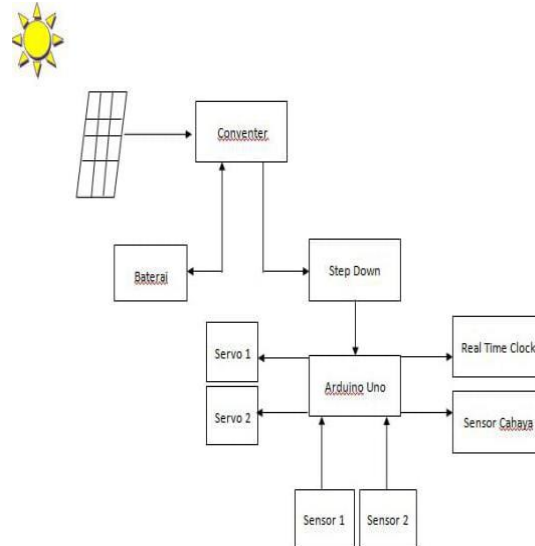 Conventer
Baterai
Step Down
Servo 1
Real Time Clock
Arduino Uno
Servo 2
Sensor Cahaya
Sensor 1
Sensor 2